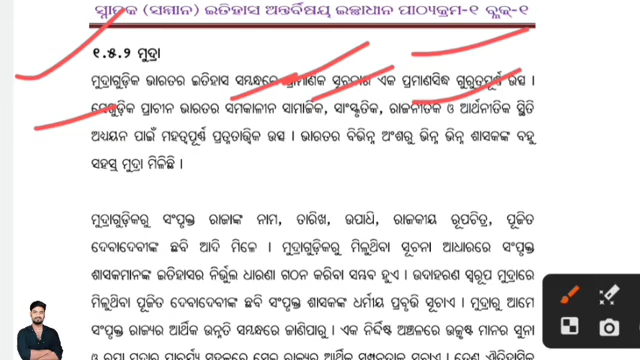 ସ୍ନାତକ (ସମ୍ମାନ) ଇତିହାସ ଅନ୍ତର୍ବିଷୟ ଇଚ୍ଛାଧୀନ ପାଠ୍ୟକ୍ରମ-୧ ବ୍ଲକ୍-୧
୧.୫.୨ ମୁଦ୍ରା
ମୁଦ୍ରାଗୁଡ଼ିକ ଭାରତର ଇତିହାସ ସମ୍ବନ୍ଧରେ ପ୍ରାମାଣିକ ସୂଚନାର ଏକ ପ୍ରମାଣସିଦ୍ଧ ଗୁରୁତ୍ୱପୂର୍ଣ୍ଣ ଉତ୍ସ ।
ସେଗୁଡ଼ିକ ପ୍ରାଚୀନ ଭାରତର ସମକାଳୀନ ସାମାଜିକ, ସାଂସ୍କୃତିକ, ରାଜନୀତିକ ଓ ଆର୍ଥନୀତିକ ସ୍ଥିତି
ଅଧ୍ୟୟନ ପାଇଁ ମହତ୍ୱପୂର୍ଣ୍ଣ ପ୍ରତ୍ନତାତ୍ତ୍ୱିକ ଉତ୍ସ । ଭାରତର ବିଭିନ୍ନ ଅଂଶରୁ ଭିନ୍ନ ଭିନ୍ନ ଶାସକଙ୍କ ବହୁ
ସହସ୍ର ମୁଦ୍ରା ମିଳିଛି ।
ମୁଦ୍ରାଗୁଡ଼ିକରୁ ସଂପୃକ୍ତ ରାଜାଙ୍କ ନାମ, ତାରିଖ, ଉପାଧି, ରାଜକୀୟ ରୂପଚିତ୍ର, ପୂଜିତ
ଦେବାଦେବୀଙ୍କ ଛବି ଆଦି ମିଳେ । ମୁଦ୍ରାଗୁଡ଼ିକରୁ ମିଳୁଥିବା ସୂଚନା ଆଧାରରେ ସଂପୃକ୍ତ
ଶାସକମାନଙ୍କ ଇତିହାସର ନିର୍ଭୁଲ ଧାରଣା ଗଠନ କରିବା ସମ୍ଭବ ହୁଏ । ଉଦାହରଣ ସ୍ୱରୂପ ମୁଦ୍ରାରେ
ମିଳୁଥିବା ପୂଜିତ ଦେବାଦେବୀଙ୍କ ଛବି ସଂପୃକ୍ତ ଶାସକଙ୍କ ଧର୍ମୀୟ ପ୍ରବୃତ୍ତି ସୂଚାଏ । ମୁଦ୍ରାରୁ ଆମେ
ସଂପୃକ୍ତ ରାଜ୍ୟର ଆର୍ଥିକ ଉନ୍ନତି ସମ୍ବନ୍ଧରେ ଜାଣିପାରୁ । ଏକ ନିର୍ଦ୍ଦିଷ୍ଟ ଅଞ୍ଚଳରେ ଉତ୍କୃଷ୍ଟ ମାନର ସୁନା